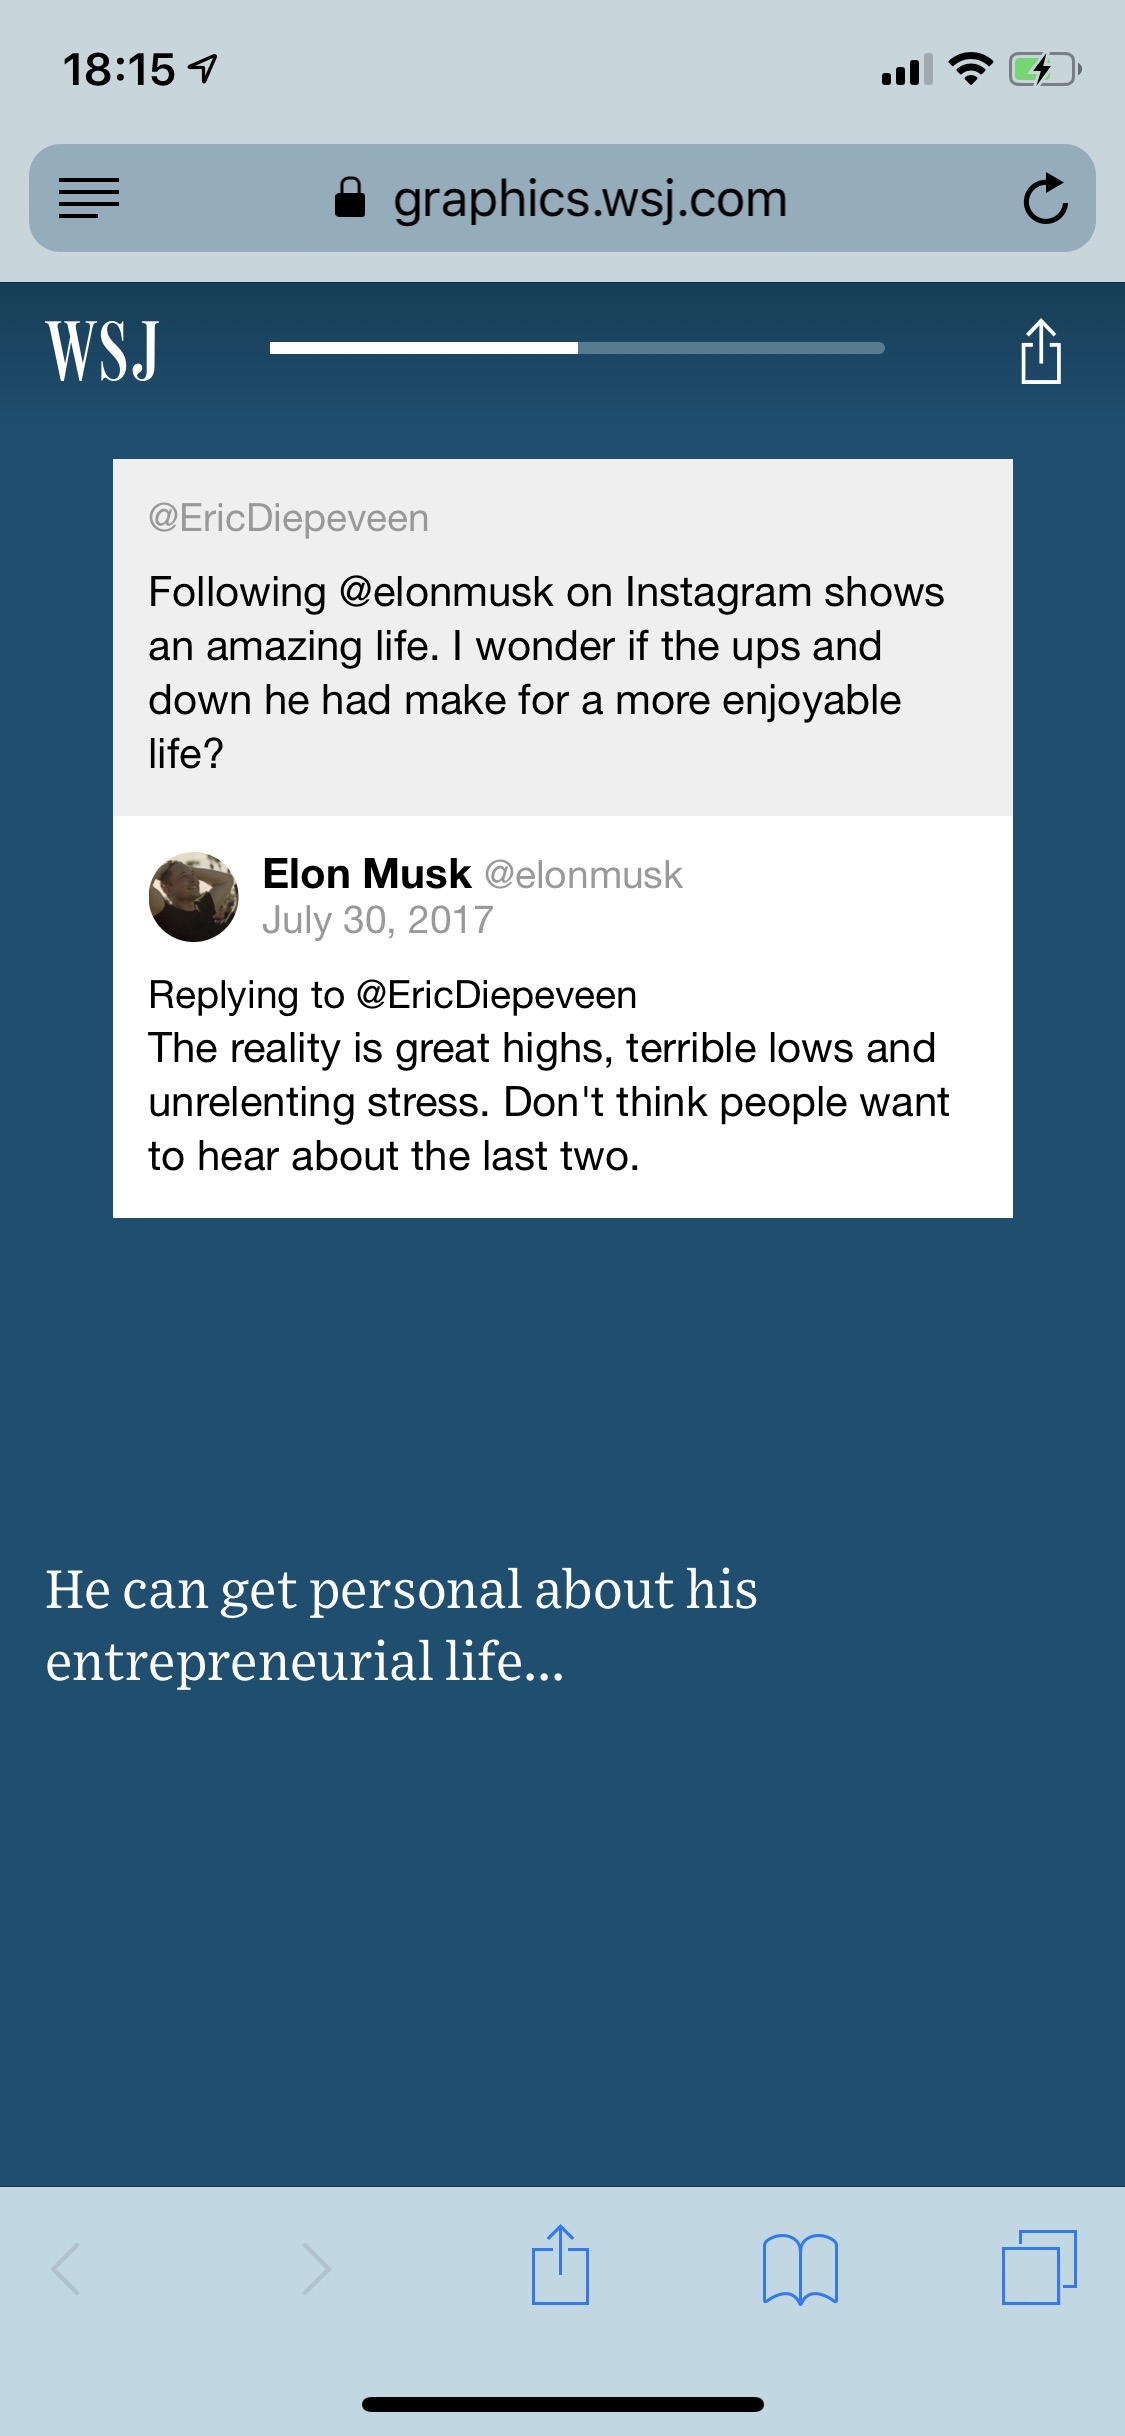 18:15
graphics.wsj.com
WSJ
@EricDiepeveen
Following @elonmusk on Instagram shows
an amazing life. I wonder if the ups and
down he had make for a more enjoyable
life?
Elon Musk @elonmusk
July 30, 2017
Replying to @EricDiepeveen
The reality is great highs, terrible lows and
unrelenting stress. Don't think people want
to hear about the last two.
He can get personal about his
entrepreneurial life...